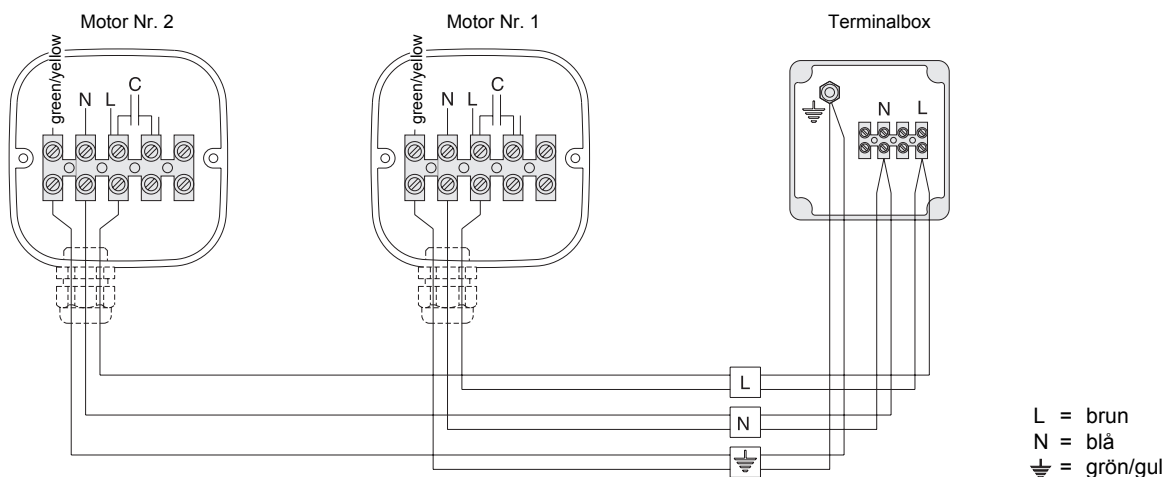 Motor Nr. 2
green/yellow
N
L
C
Motor Nr. 1
green/yellow
N
L
C
Terminalbox
N
L
L
N
L = brun
N = blå
= grön/gul